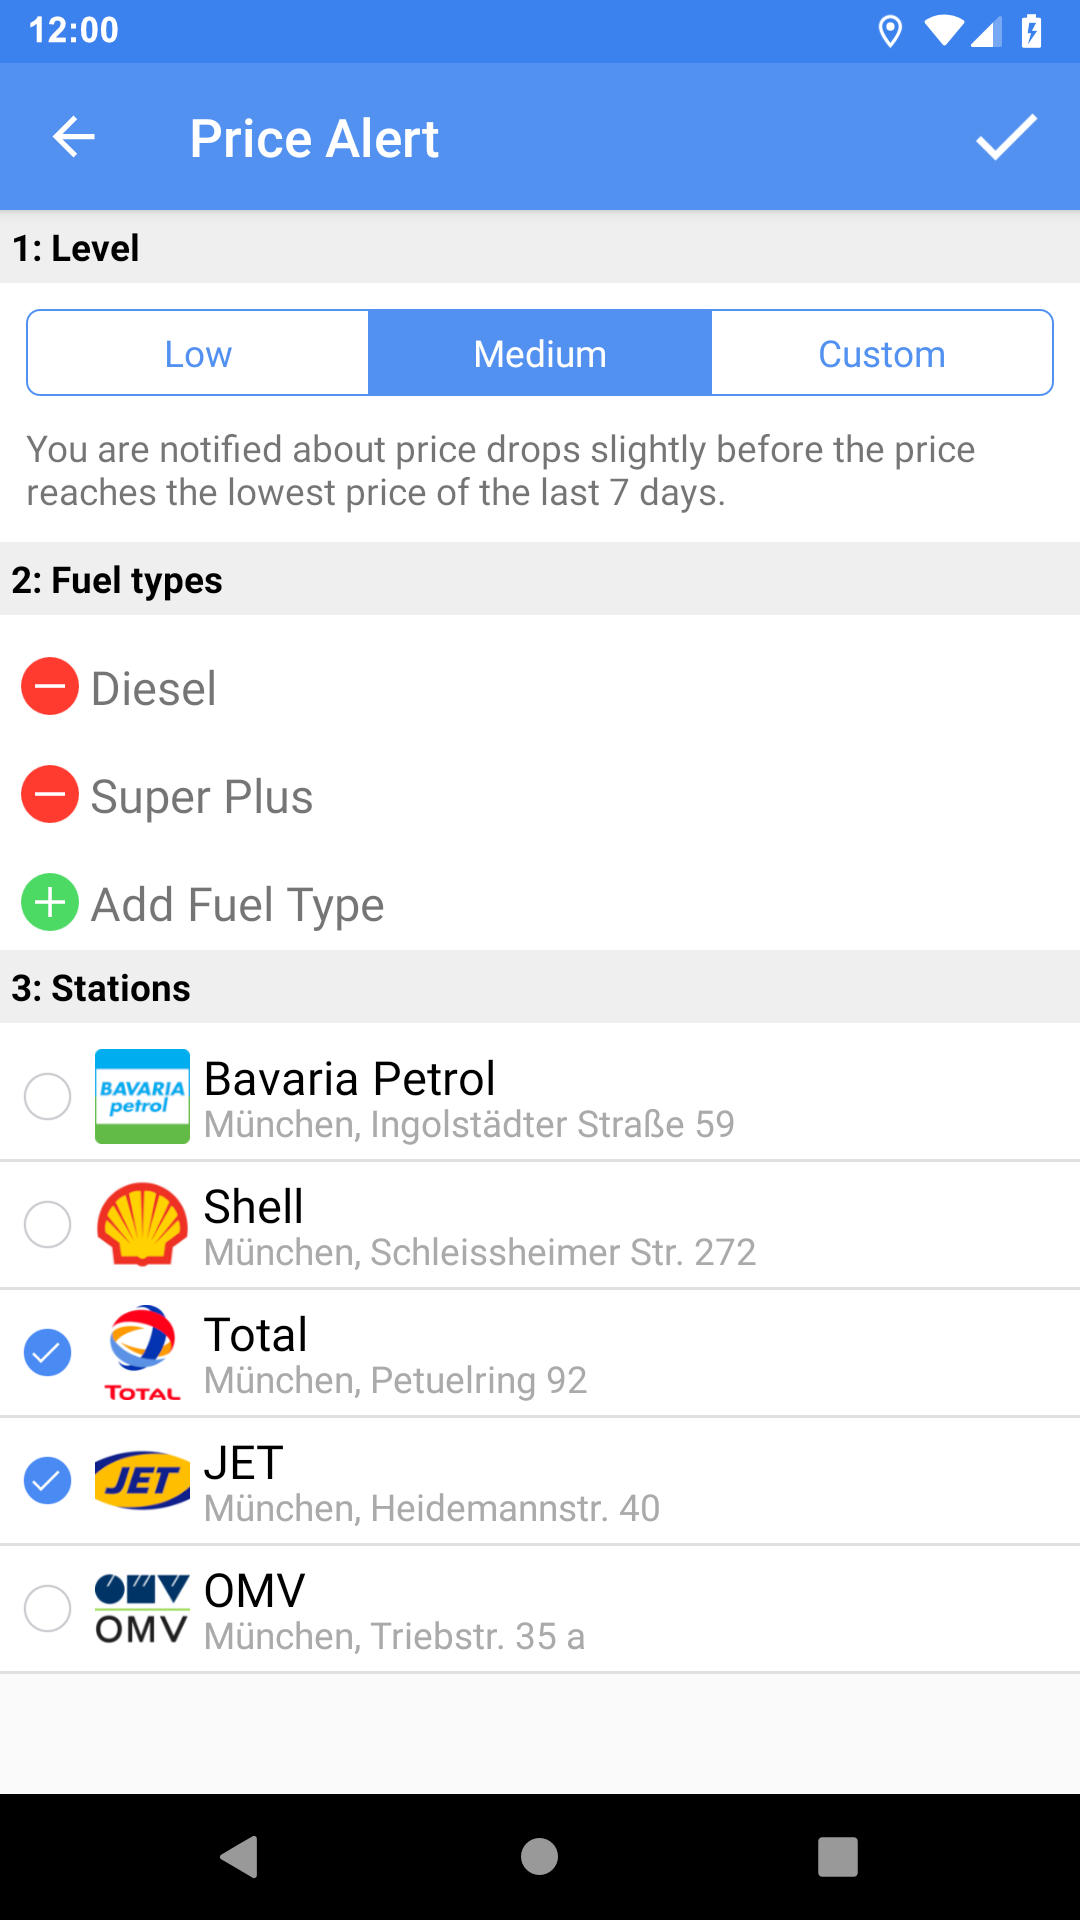 12:00
Price Alert
1: Level
Low
Medium
Custom
You are notified about price drops slightly before the price
reaches the lowest price of the last 7 days.
2: Fuel types
Diesel
Super Plus
Add Fuel Type
3: Stations
BAVARIA
petrol
Bavaria Petrol
München, Ingolstädter Straße 59
Shell
München, Schleissheimer Str. 272
TOTAL
Total
München, Petuelring 92
JET
JET
München, Heidemannstr. 40
OMV
OMV
OMV
München, Triebstr. 35 a